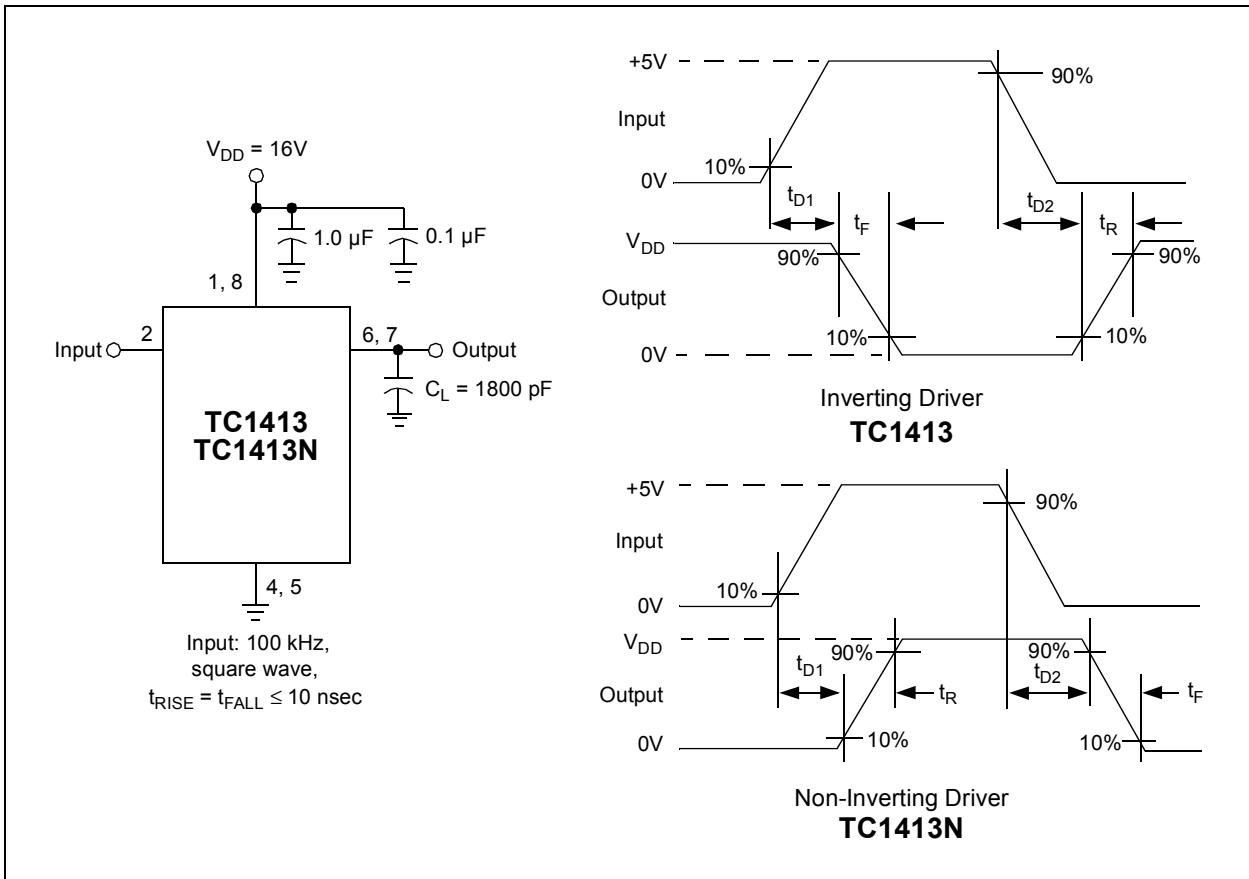 V_DD = 16V
1.0 µF
0.1 µF
1, 8
Input
2
6, 7
Output
C_L = 1800 pF
TC1413
TC1413N
4, 5
Input: 100 kHz,
square wave,
t_RISE = t_FALL ≤ 10 nsec
+5V
90%
Input
10%
0V
t_D1
t_D2
t_F
t_R
V_DD
90%
90%
Output
10%
10%
0V
Inverting Driver
TC1413
+5V
90%
Input
10%
0V
V_DD
t_D1
90%
90%
t_D2
Output
t_R
t_F
0V
10%
10%
Non-Inverting Driver
TC1413N